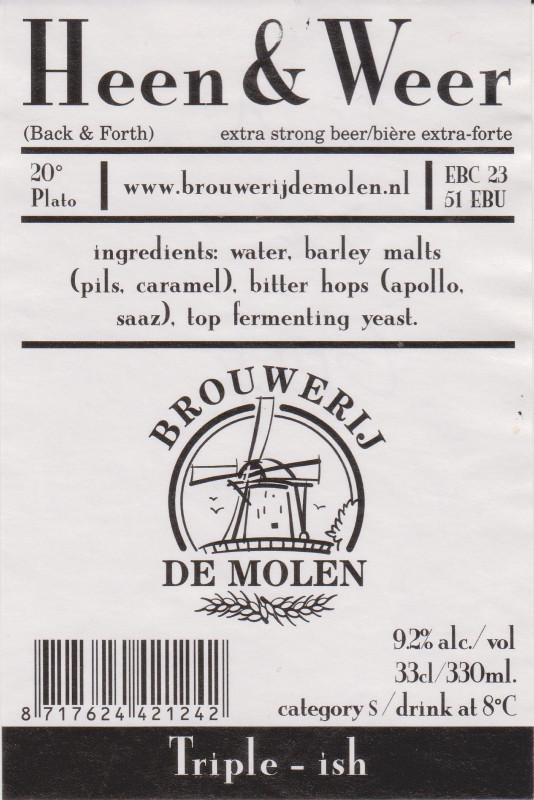 Heen & Weer
(Back & Forth) extra strong beer/bière extra-forte
20° Plato
www.brouwerijdemolen.nl
EBC 23
51 EBU
ingredients: water, barley malts
(pils, caramel), bitter hops (apollo,
saaz), top fermenting yeast.
BROUWERIJ
DE MOLEN
9.2% alc./vol
33cl/330ml.
category S/drink at 8°C
8 717624 421242
Triple - ish